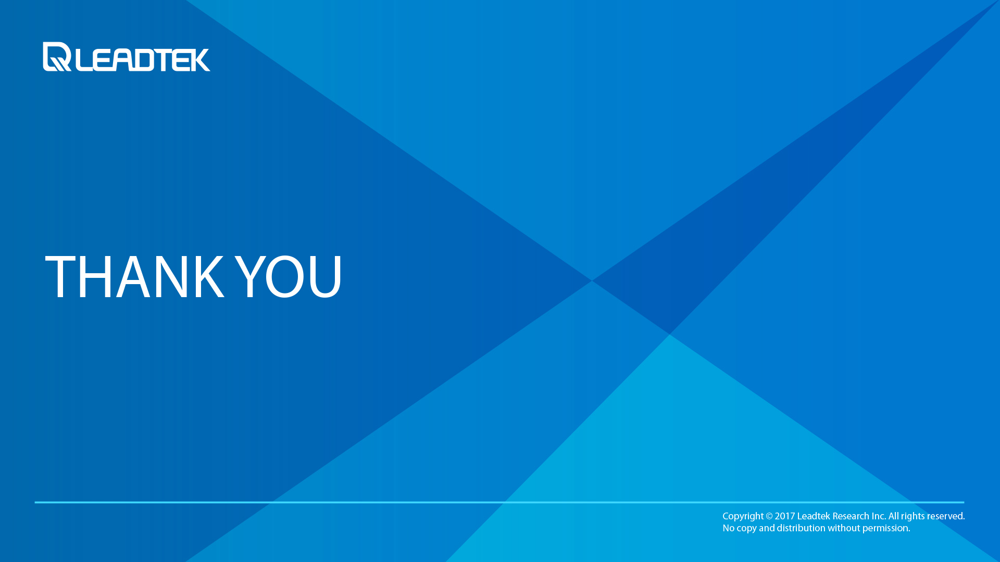 LEADTEK
THANK YOU
Copyright © 2017 Leadtek Research Inc. All rights reserved.
No copy and distribution without permission.